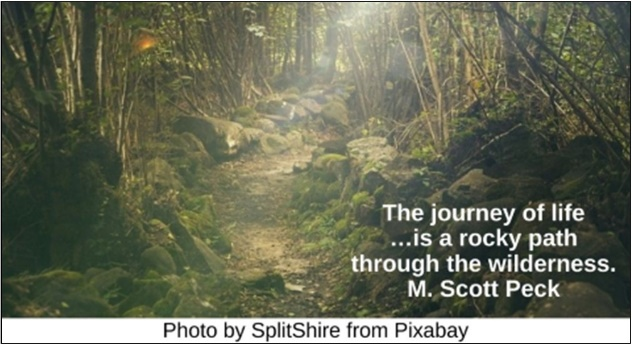 The journey of life
…is a rocky path
through the wilderness.
M. Scott Peck
Photo by SplitShire from Pixabay